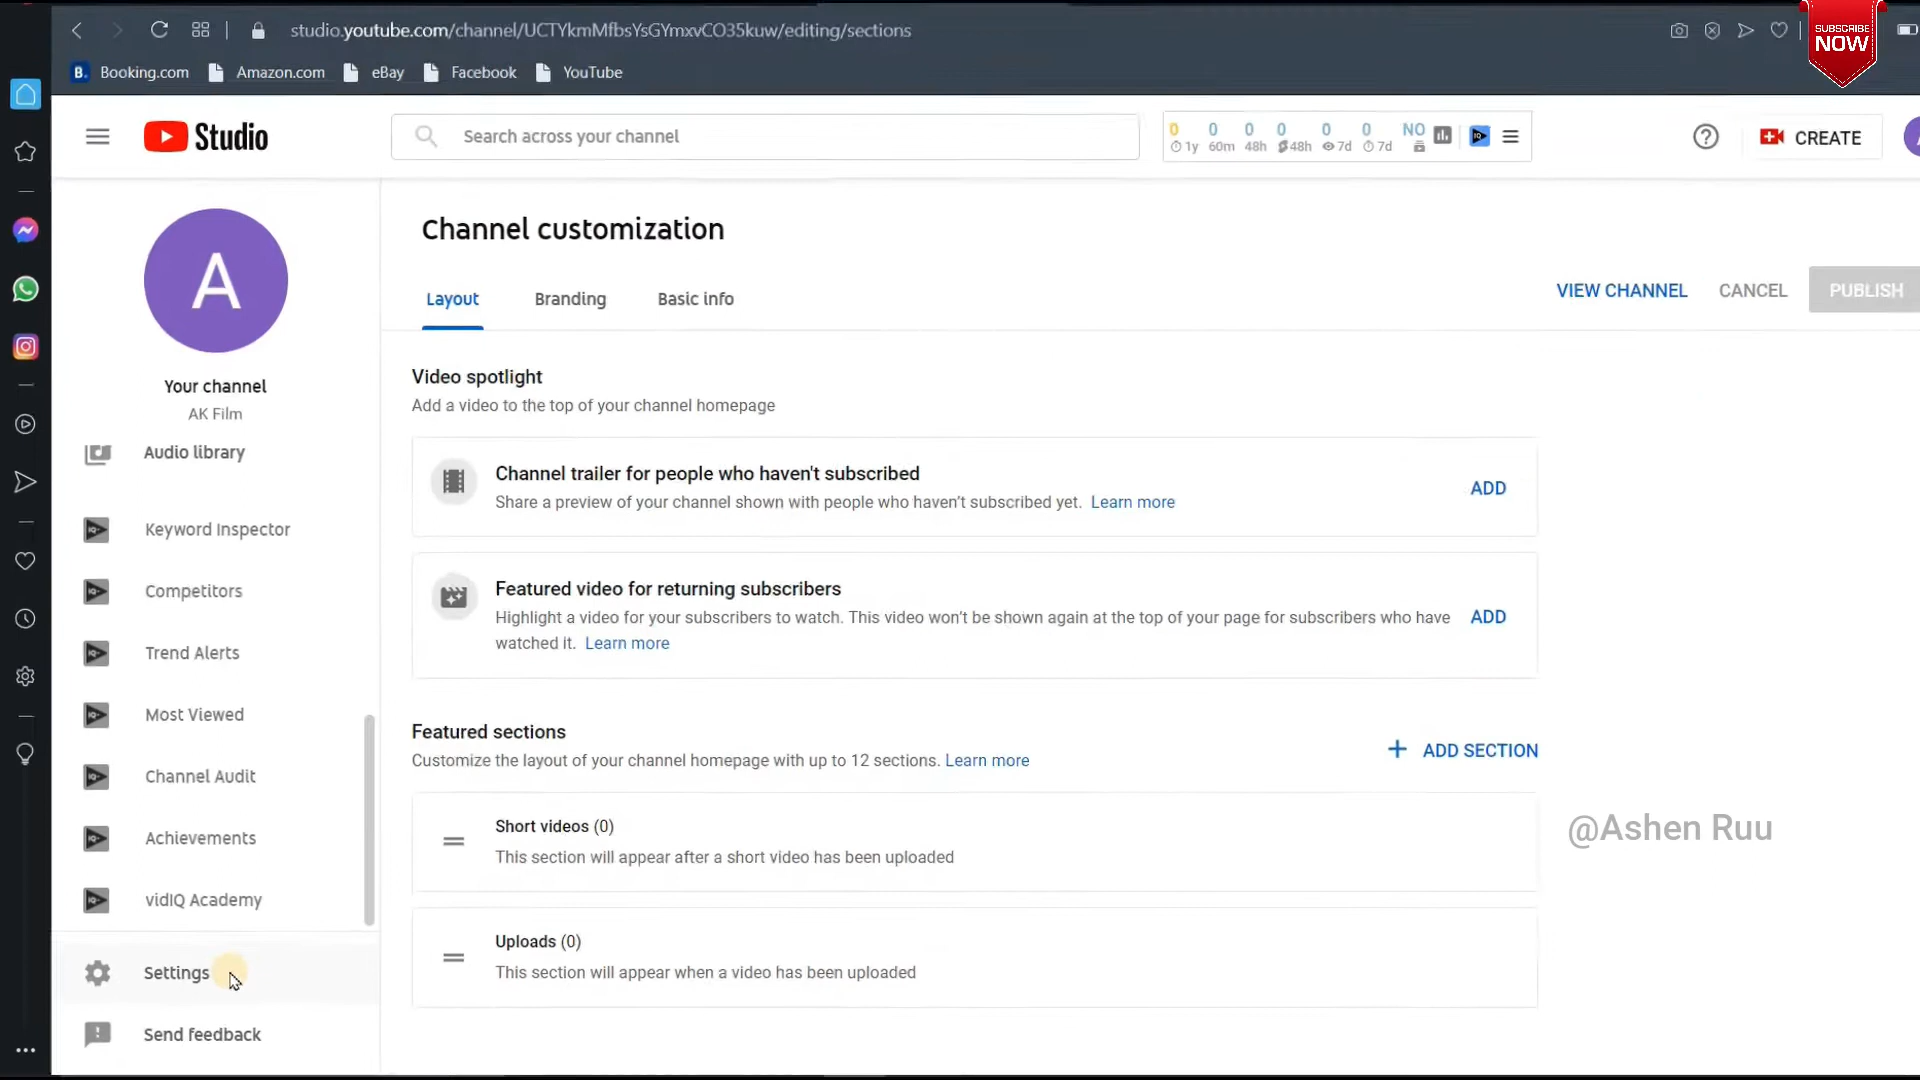 studio.youtube.com/channel/UCTYkmMfbsYsGYmxvCO35kuw/editing/sections
SUBSCRIBE
NOW
B. Booking.com Amazon.com eBay Facebook YouTube
Studio
Search across your channel
0 0 0 0 0 0 NO
1y 60m 48h 48h 7d 7d
CREATE
A
Your channel
AK Film
Audio library
Keyword Inspector
Competitors
Trend Alerts
Most Viewed
Channel Audit
Achievements
vidIQ Academy
Settings
Send feedback
Channel customization
Layout Branding Basic info
VIEW CHANNEL CANCEL PUBLISH
Video spotlight
Add a video to the top of your channel homepage
Channel trailer for people who haven't subscribed
Share a preview of your channel shown with people who haven't subscribed yet. Learn more
ADD
Featured video for returning subscribers
Highlight a video for your subscribers to watch. This video won't be shown again at the top of your page for subscribers who have
watched it. Learn more
ADD
Featured sections
Customize the layout of your channel homepage with up to 12 sections. Learn more
+ ADD SECTION
Short videos (0)
This section will appear after a short video has been uploaded
Uploads (0)
This section will appear when a video has been uploaded
@Ashen Ruu